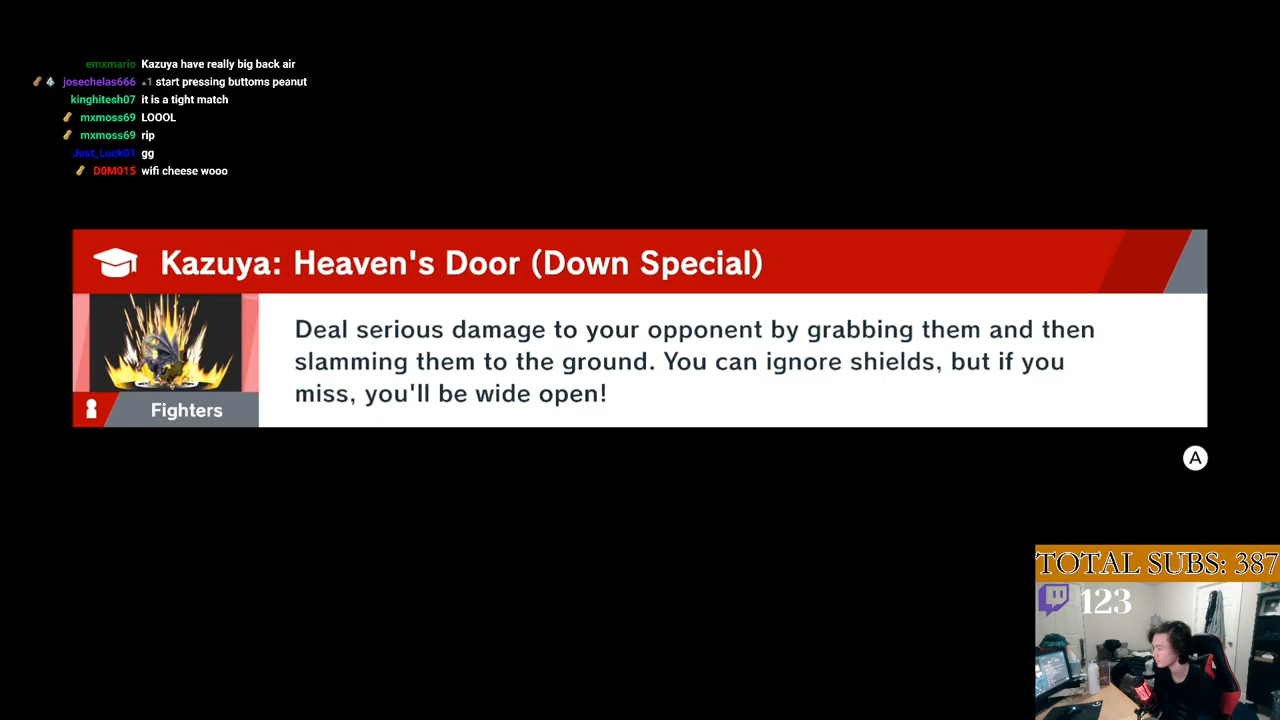 emxmario Kazuya have really big back air
josechelas666 1 start pressing buttoms peanut
kinghitesh07 it is a tight match
mxmoss69 LOOOL
mxmoss69 rip
Just_Luck01 gg
D0M015 wifi cheese wooo
Kazuya: Heaven's Door (Down Special)
Deal serious damage to your opponent by grabbing them and then
slamming them to the ground. You can ignore shields, but if you
miss, you'll be wide open!
Fighters
A
TOTAL SUBS: 387
123